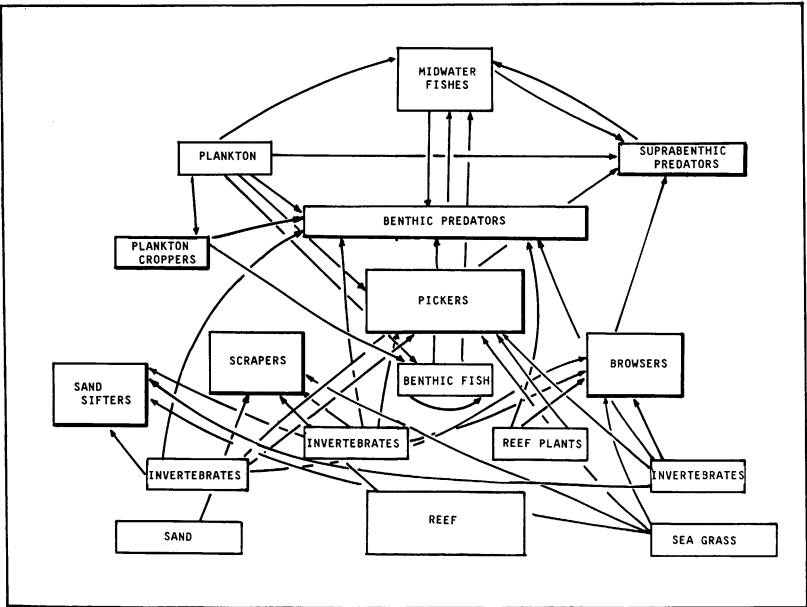 MIDWATER
FISHES
PLANKTON
SUPRABENTHIC
PREDATORS
BENTHIC PREDATORS
PLANKTON
CROPPERS
PICKERS
SCRAPERS
BROWSERS
SAND
SIFTERS
BENTHIC FISH
INVERTEBRATES
REEF PLANTS
INVERTEBRATES
INVERTEBRATES
REEF
SAND
SEA GRASS